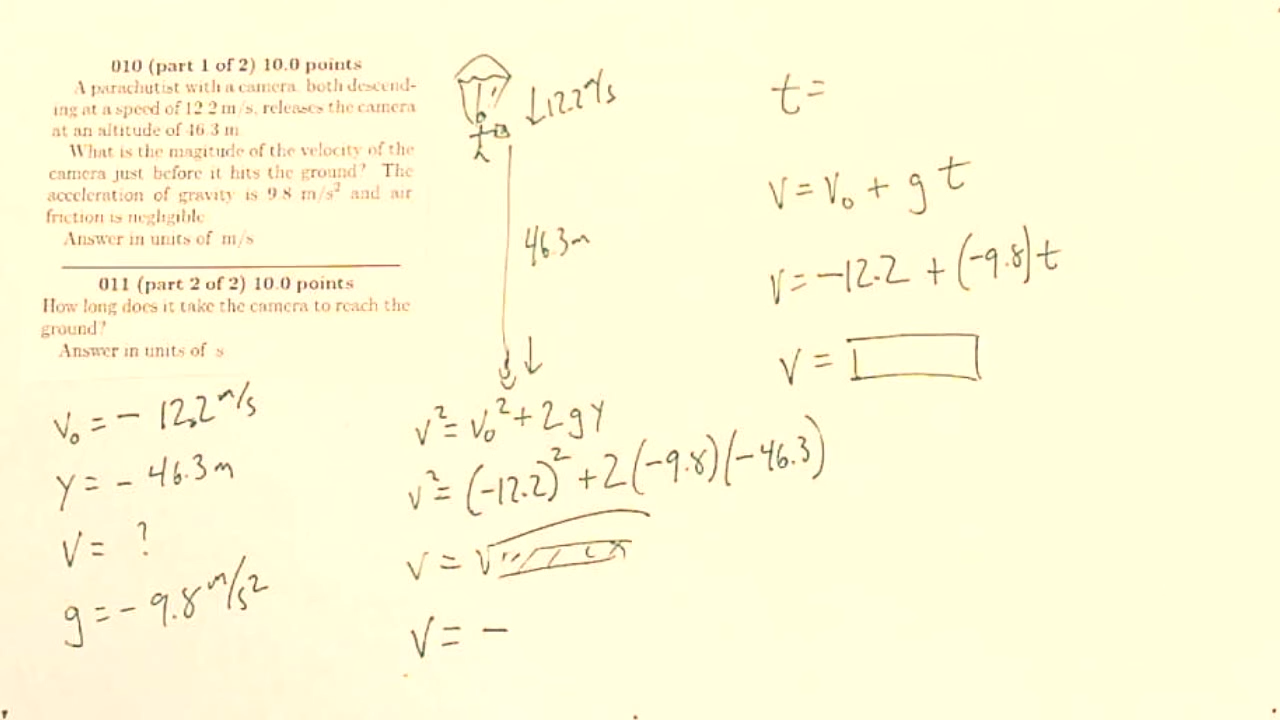 010 (part 1 of 2) 10.0 points
A parachutist with a camera, both descend-
ing at a speed of 12.2 m/s, releases the camera
at an altitude of 46.3 m.
What is the magitude of the velocity of the
camera just before it hits the ground? The
acceleration of gravity is 9.8 m/s² and air
friction is negligible.
Answer in units of m/s
011 (part 2 of 2) 10.0 points
How long does it take the camera to reach the
ground?
Answer in units of s
V₀ = - 12.2 m/s
Y = - 46.3 m
V = ?
g = - 9.8 m/s²
↓12.2 m/s
46.3 m
↓
V² = V₀² + 2gY
V² = (-12.2)² + 2(-9.8)(-46.3)
V = √
V = -
t =
V = V₀ + g t
V = -12.2 + (-9.8)t
V =